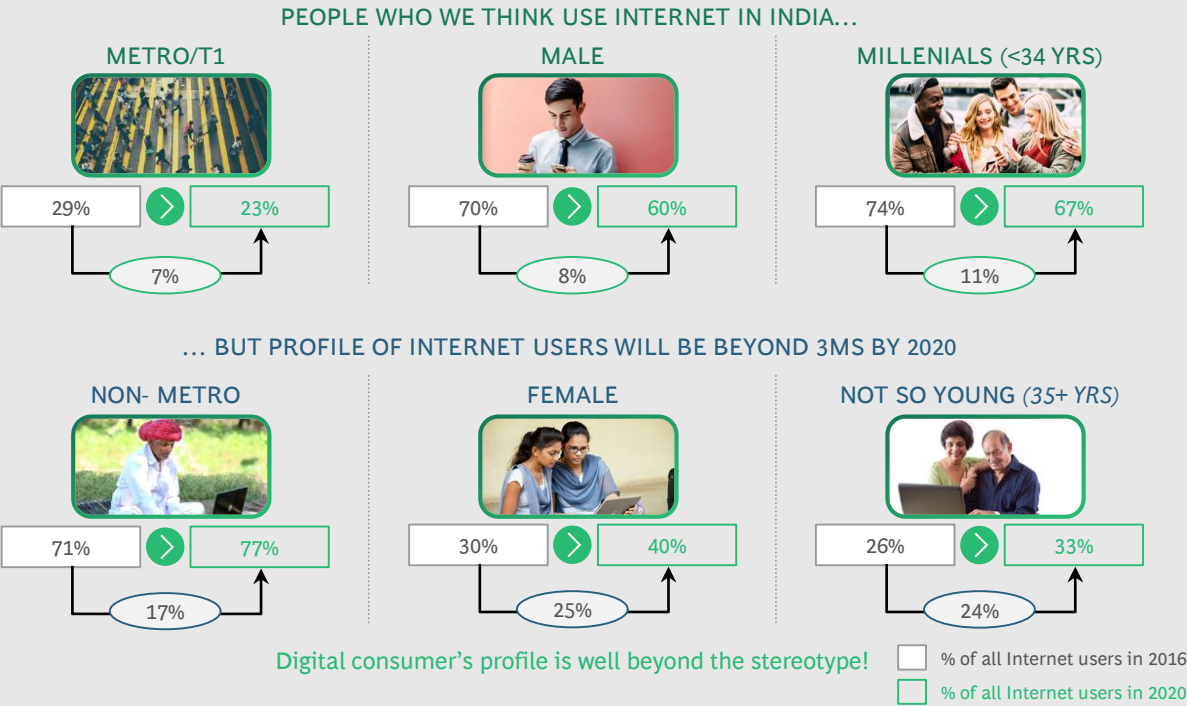 PEOPLE WHO WE THINK USE INTERNET IN INDIA...
METRO/T1
MALE
MILLENIALS (<34 YRS)
29%
23%
70%
60%
74%
67%
7%
8%
11%
... BUT PROFILE OF INTERNET USERS WILL BE BEYOND 3MS BY 2020
NON- METRO
FEMALE
NOT SO YOUNG (35+ YRS)
71%
77%
30%
40%
26%
33%
17%
25%
24%
Digital consumer's profile is well beyond the stereotype!
% of all Internet users in 2016
% of all Internet users in 2020